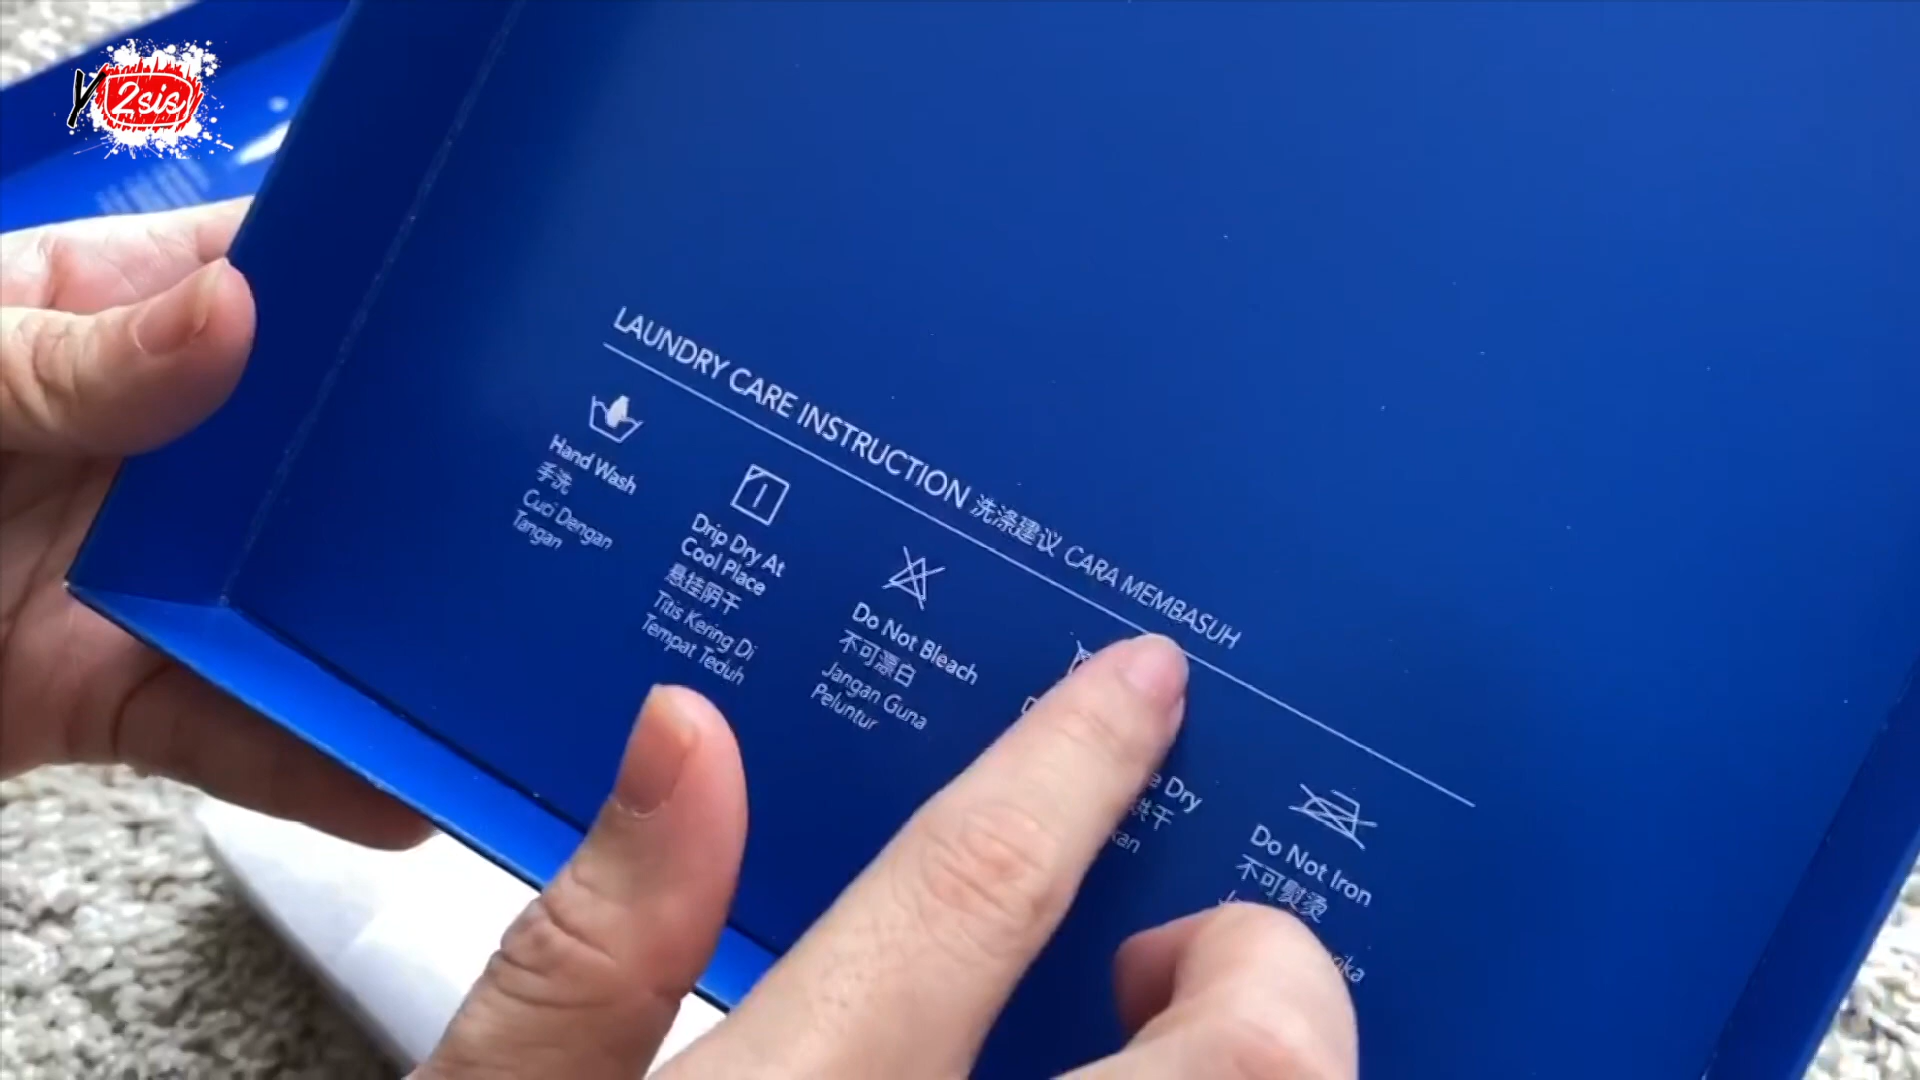 2sis
LAUNDRY CARE INSTRUCTION 洗涤建议 CARA MEMBASUH
Hand Wash
手洗
Cuci Dengan
Tangan
Drip Dry At
Cool Place
悬挂阴干
Titis Kering Di
Tempat Teduh
Do Not Bleach
不可漂白
Jangan Guna
Peluntur
Dry
Do Not Iron
不可熨烫